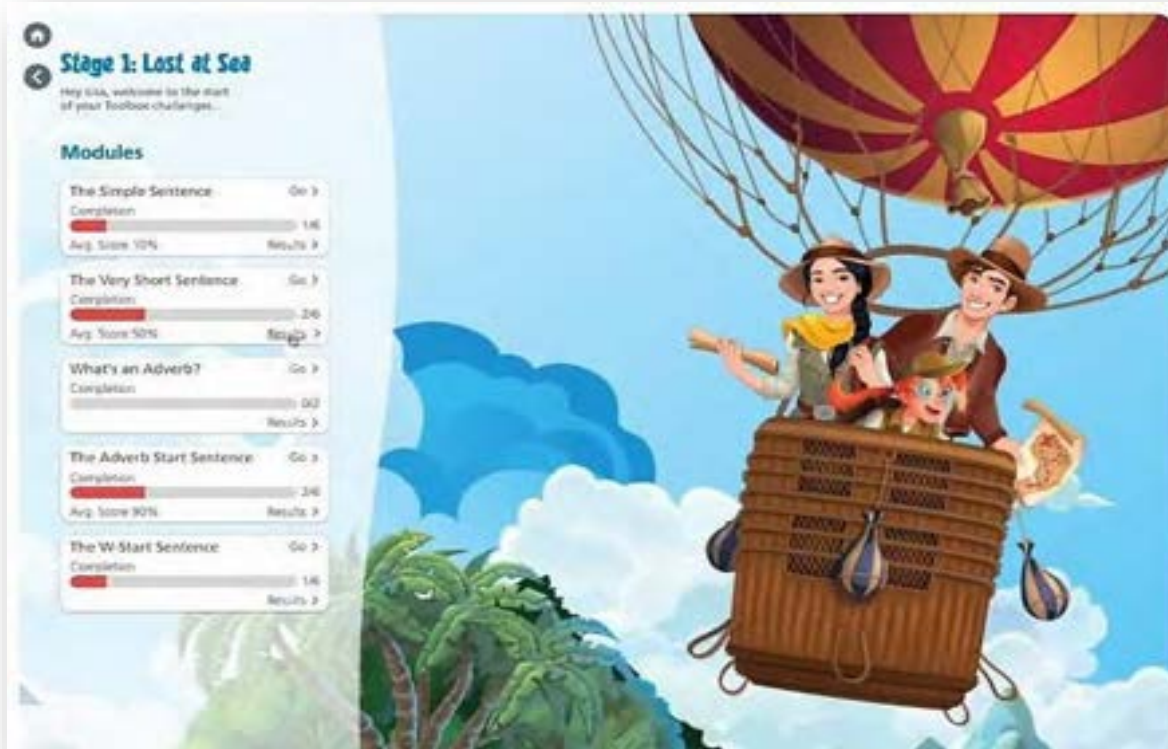 Stage 1: Lost at Sea
Hey Lisa, welcome to the start
of your Toolbox challenges...
Modules
The Simple Sentence Go >
Completion
1/6
Avg. Score 10% Results >
The Very Short Sentence Go >
Completion
2/6
Avg. Score 50% Results >
What's an Adverb? Go >
Completion
0/2
Results >
The Adverb Start Sentence Go >
Completion
2/6
Avg. Score 90% Results >
The W-Start Sentence Go >
Completion
1/6
Results >